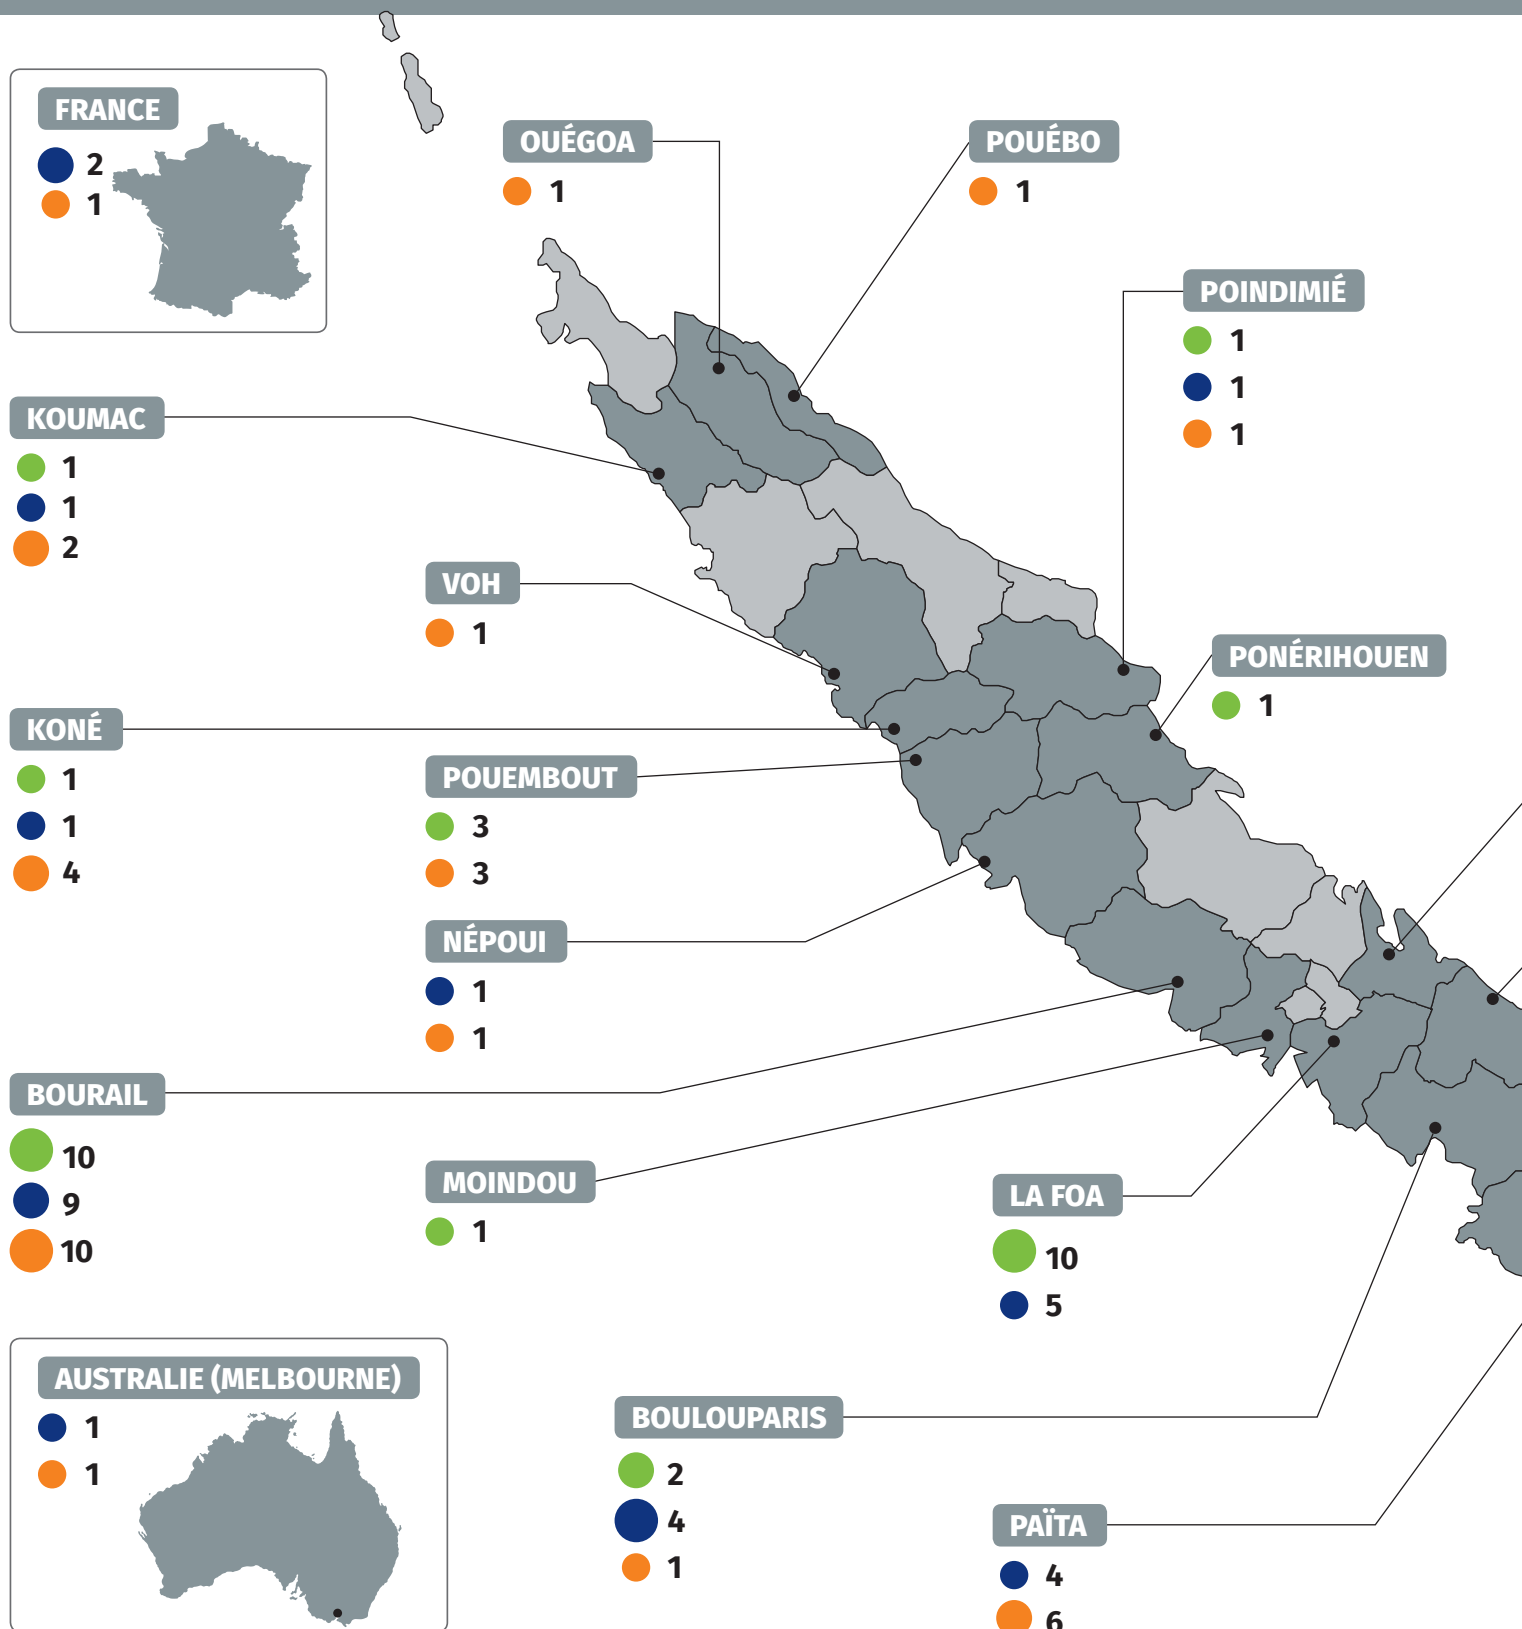 FRANCE
2
1
OUÉGOA
1
POUÉBO
1
POINDIMIÉ
1
1
1
KOUMAC
1
1
2
VOH
1
PONÉRIHOUEN
1
KONÉ
1
1
4
POUEMBOUT
3
3
NÉPOUI
1
1
BOURAIL
10
9
10
MOINDOU
1
LA FOA
10
5
AUSTRALIE (MELBOURNE)
1
1
BOULOUPARIS
2
4
1
PAÏTA
4
6